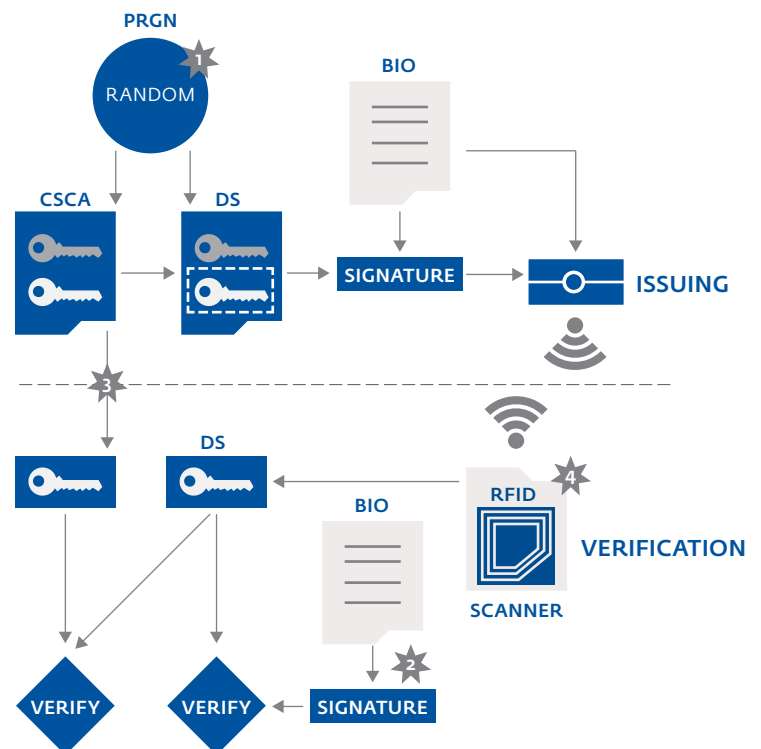 PRGN
1
RANDOM
BIO
CSCA
DS
SIGNATURE
ISSUING
3
DS
BIO
RFID
4
VERIFICATION
SCANNER
2
VERIFY
VERIFY
SIGNATURE